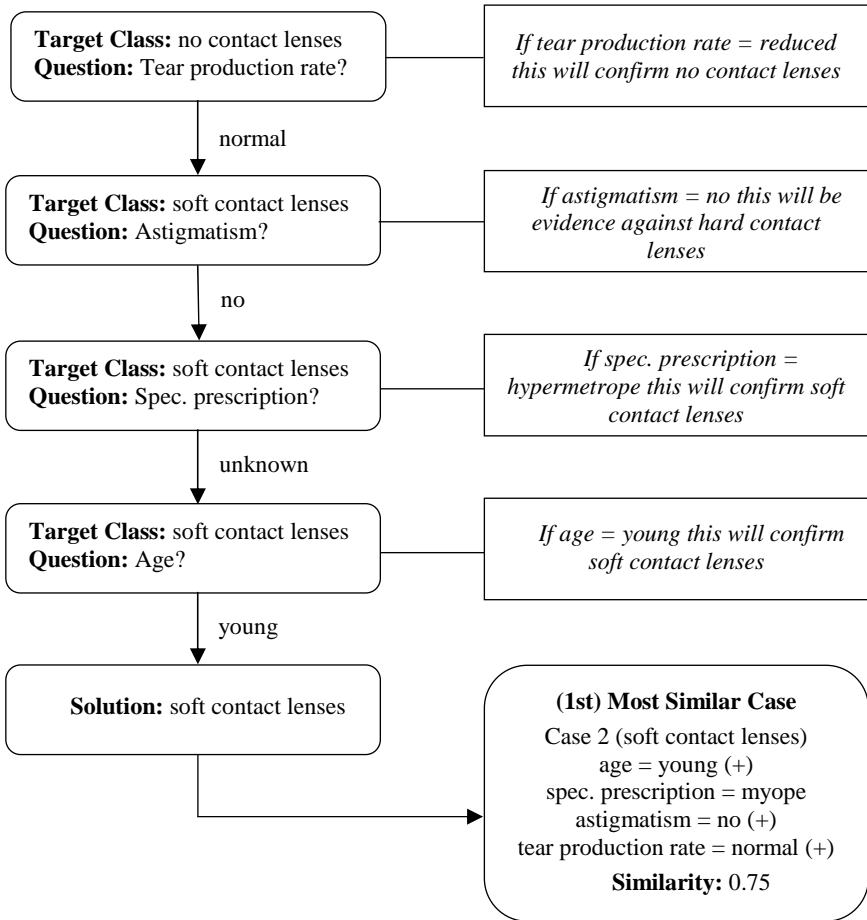 Target Class: no contact lenses
Question: Tear production rate?
If tear production rate = reduced
this will confirm no contact lenses
normal
Target Class: soft contact lenses
Question: Astigmatism?
If astigmatism = no this will be
evidence against hard contact
lenses
no
Target Class: soft contact lenses
Question: Spec. prescription?
If spec. prescription =
hypermetrope this will confirm soft
contact lenses
unknown
Target Class: soft contact lenses
Question: Age?
If age = young this will confirm
soft contact lenses
young
Solution: soft contact lenses
(1st) Most Similar Case
Case 2 (soft contact lenses)
age = young (+)
spec. prescription = myope
astigmatism = no (+)
tear production rate = normal (+)
Similarity: 0.75